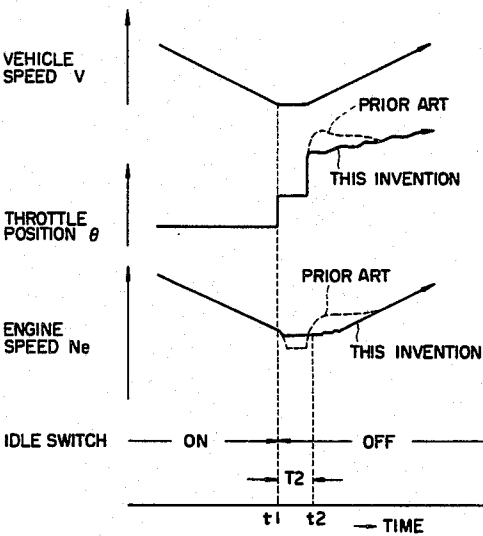 VEHICLE
SPEED V
PRIOR ART
THIS INVENTION
THROTTLE
POSITION θ
PRIOR ART
ENGINE
SPEED Ne
THIS INVENTION
IDLE SWITCH
ON
OFF
T2
t1
t2
TIME